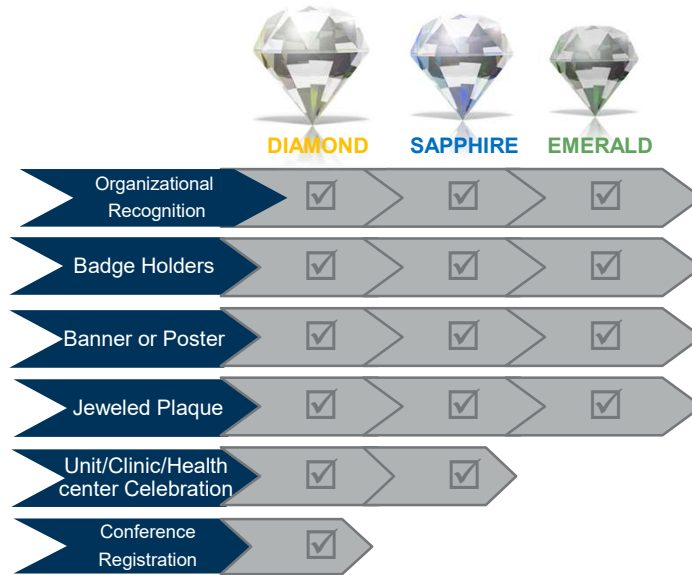 DIAMOND SAPPHIRE EMERALD
Organizational
Recognition
Badge Holders
Banner or Poster
Jeweled Plaque
Unit/Clinic/Health
center Celebration
Conference
Registration